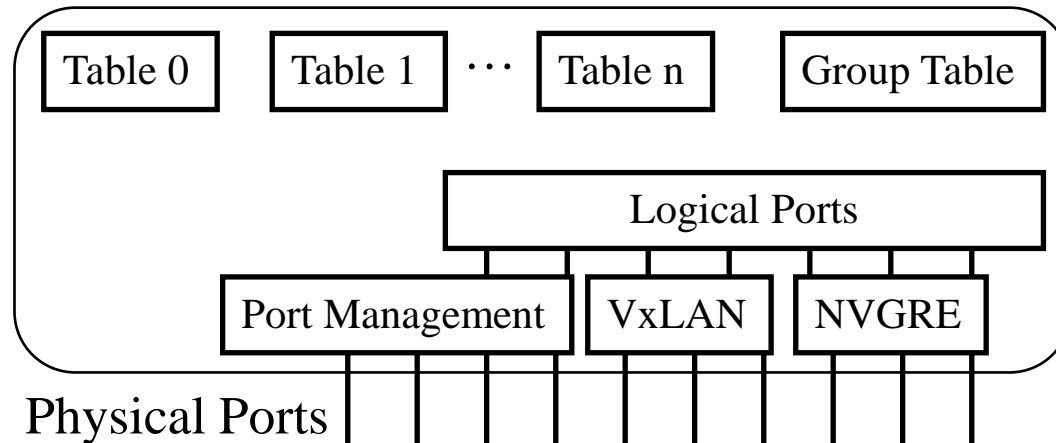 Table 0 Table 1 ··· Table n Group Table
Logical Ports
Port Management VxLAN NVGRE
Physical Ports